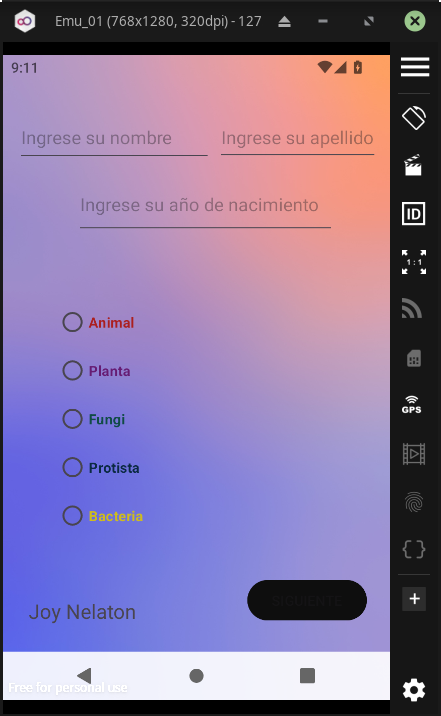 Emu_01 (768x1280, 320dpi) - 127
9:11
Ingrese su nombre Ingrese su apellido
Ingrese su año de nacimiento
Animal
Planta
Fungi
Protista
Bacteria
SIGUIENTE
Joy Nelaton
Free for personal use
ID
1:1
GPS